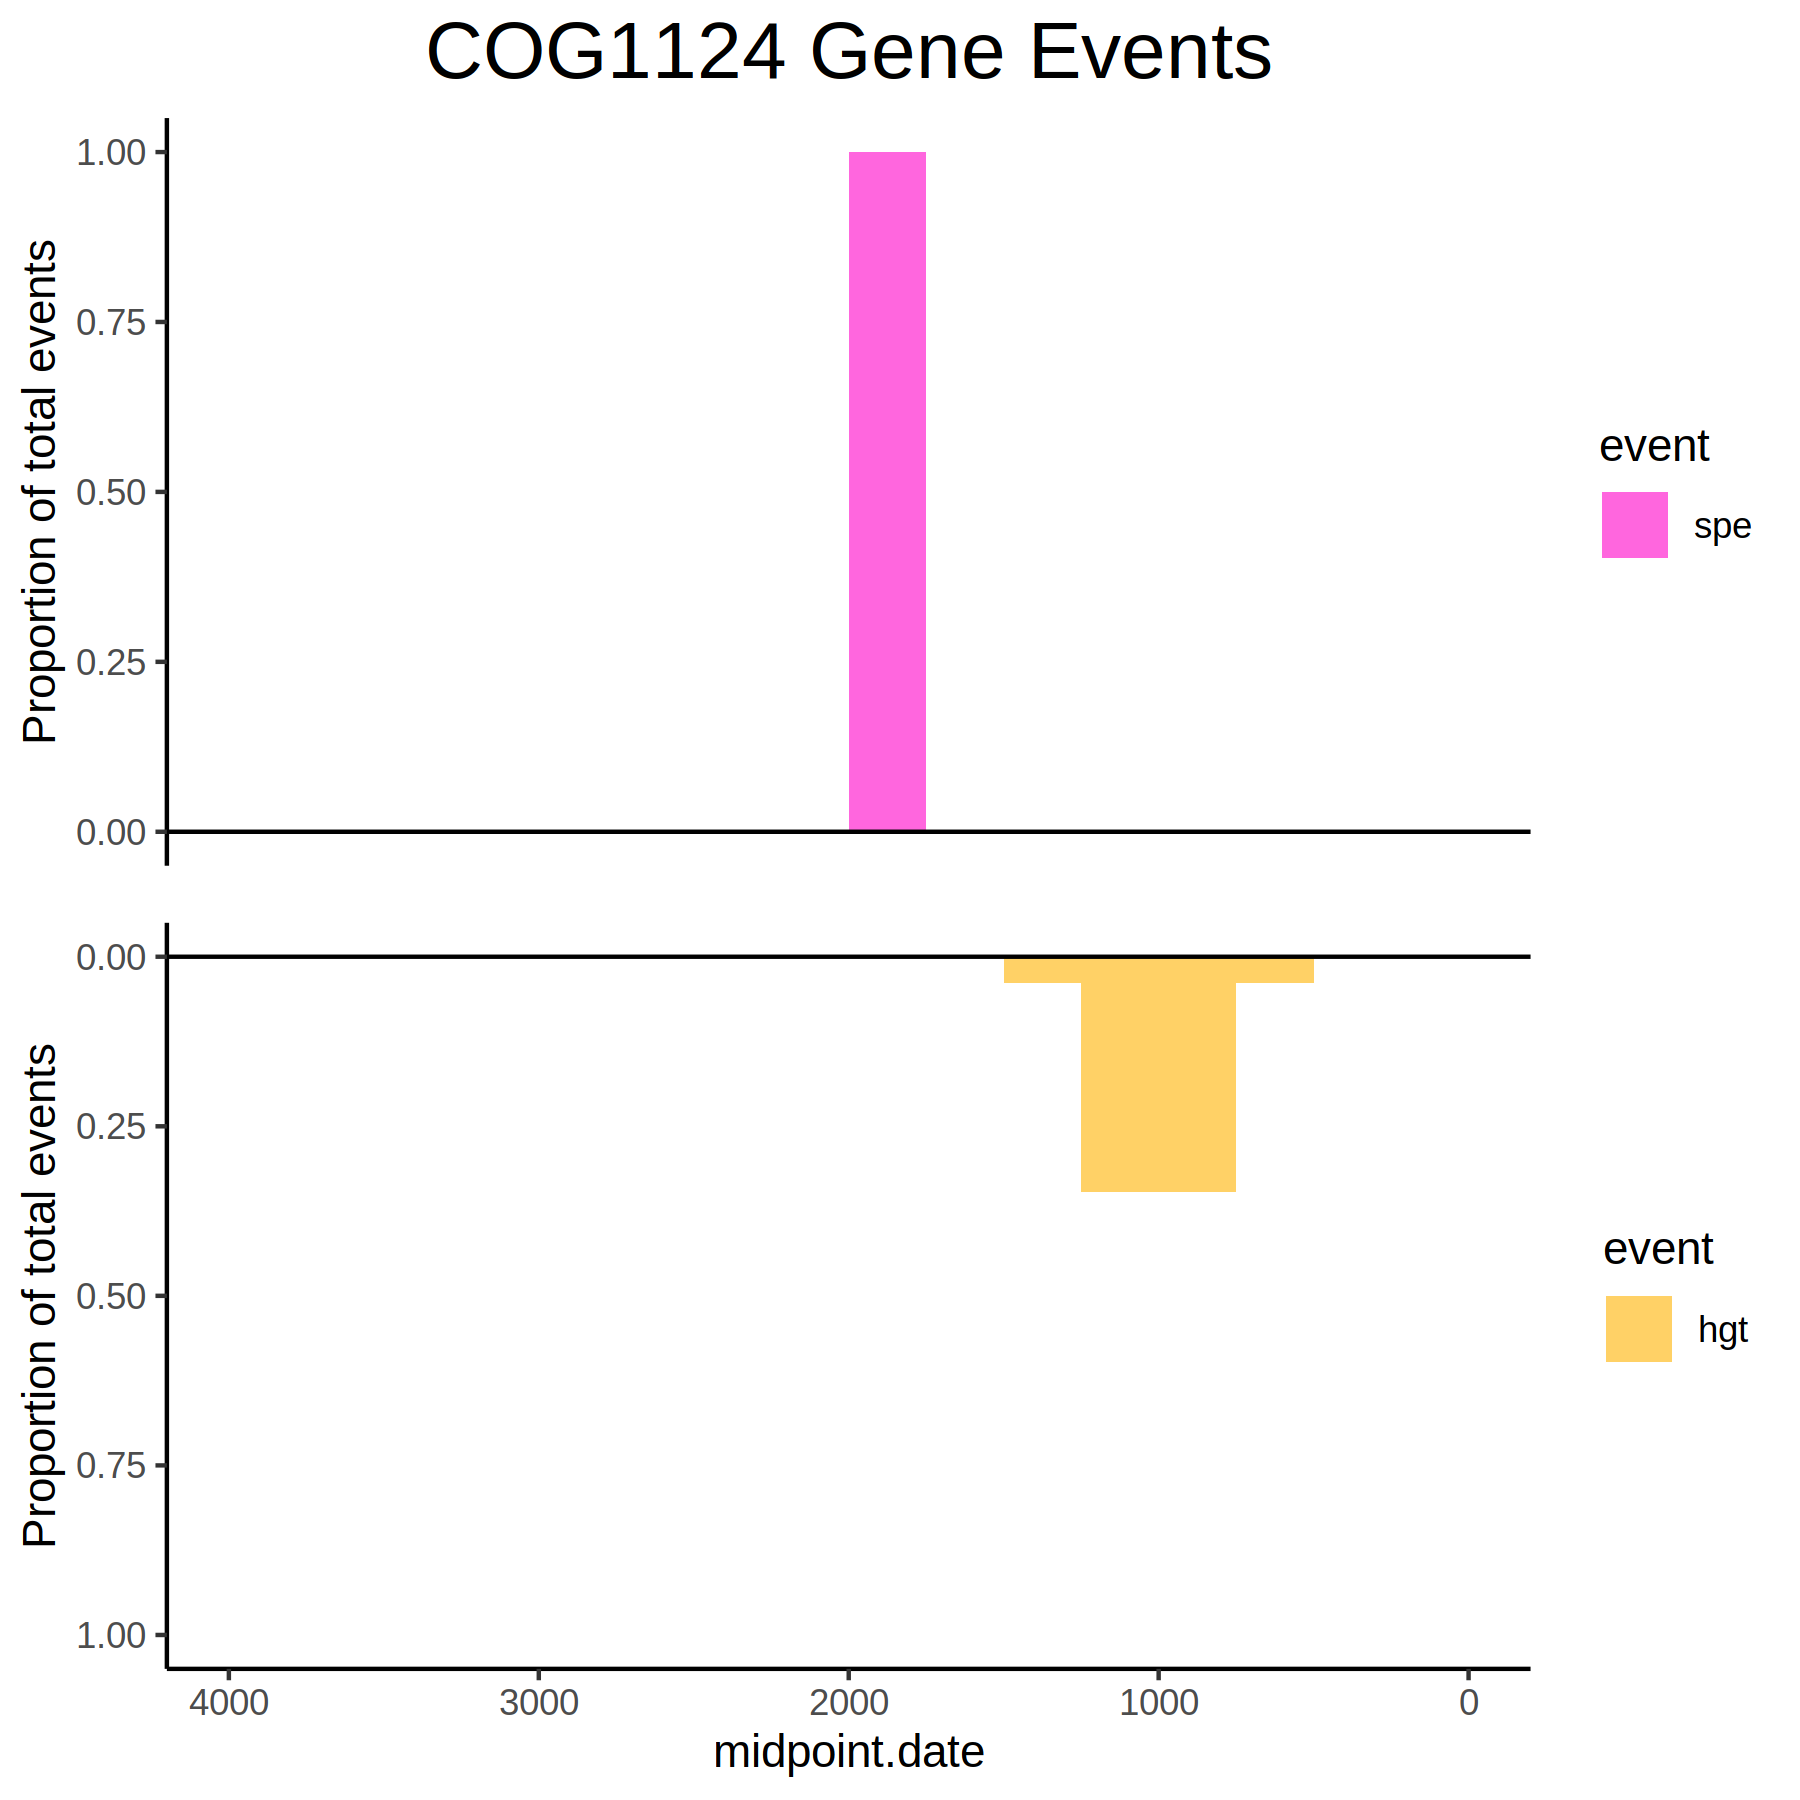 COG1124 Gene Events
Proportion of total events
1.00
0.75
0.50
0.25
0.00
event
spe
Proportion of total events
0.00
0.25
0.50
0.75
1.00
event
hgt
4000 3000 2000 1000 0
midpoint.date